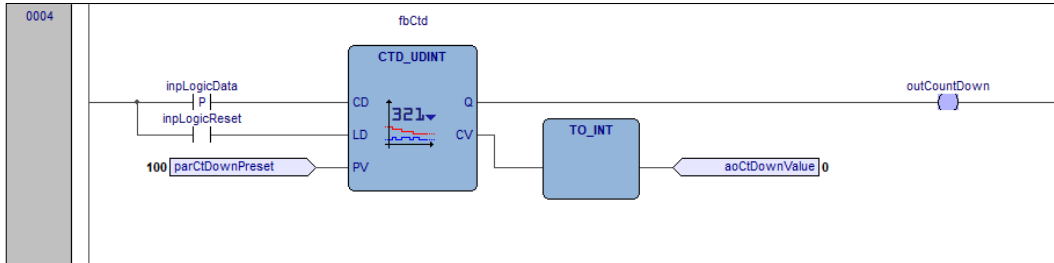 0004
fbCtd
CTD_UDINT
inpLogicData
outCountDown
P
CD
321
Q
inpLogicReset
LD
CV
TO_INT
100 parCtDownPreset
PV
aoCtDownValue 0